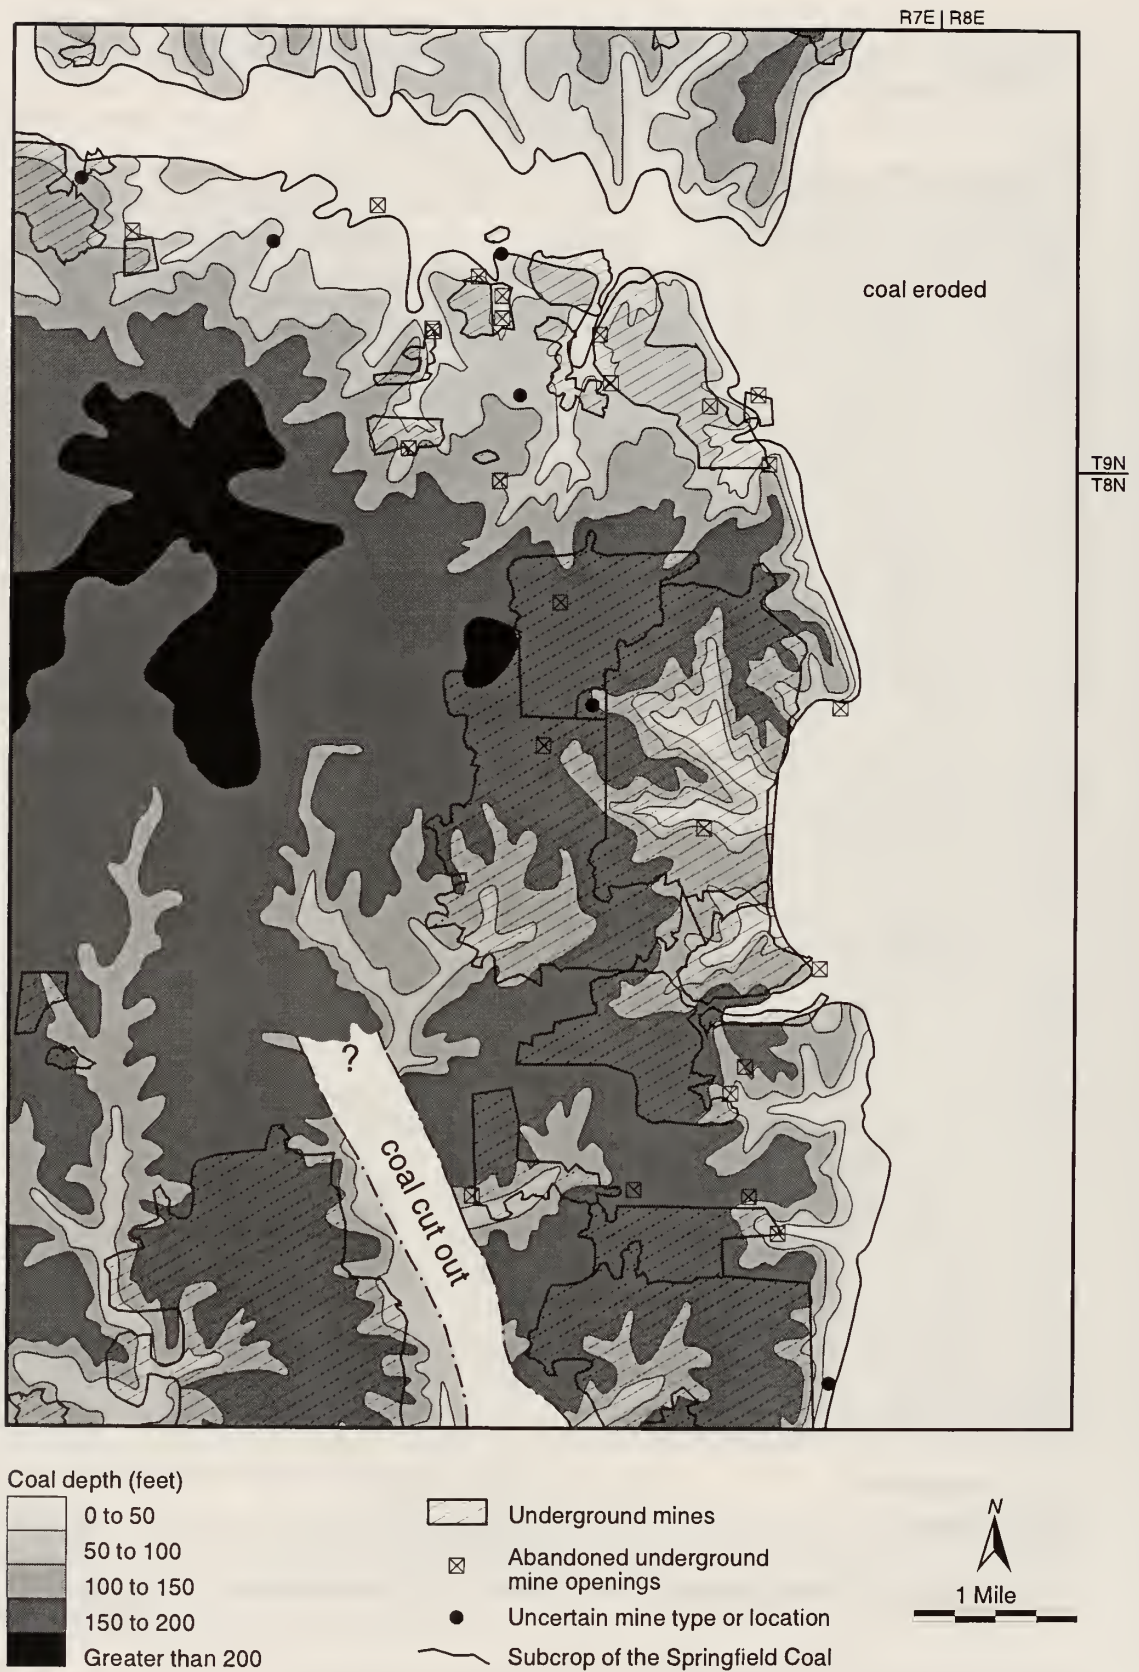 R7E | R8E
coal eroded
T9N
T8N
?
coal cut out
Coal depth (feet)
0 to 50
50 to 100
100 to 150
150 to 200
Greater than 200
Underground mines
Abandoned underground
mine openings
Uncertain mine type or location
Subcrop of the Springfield Coal
N
1 Mile